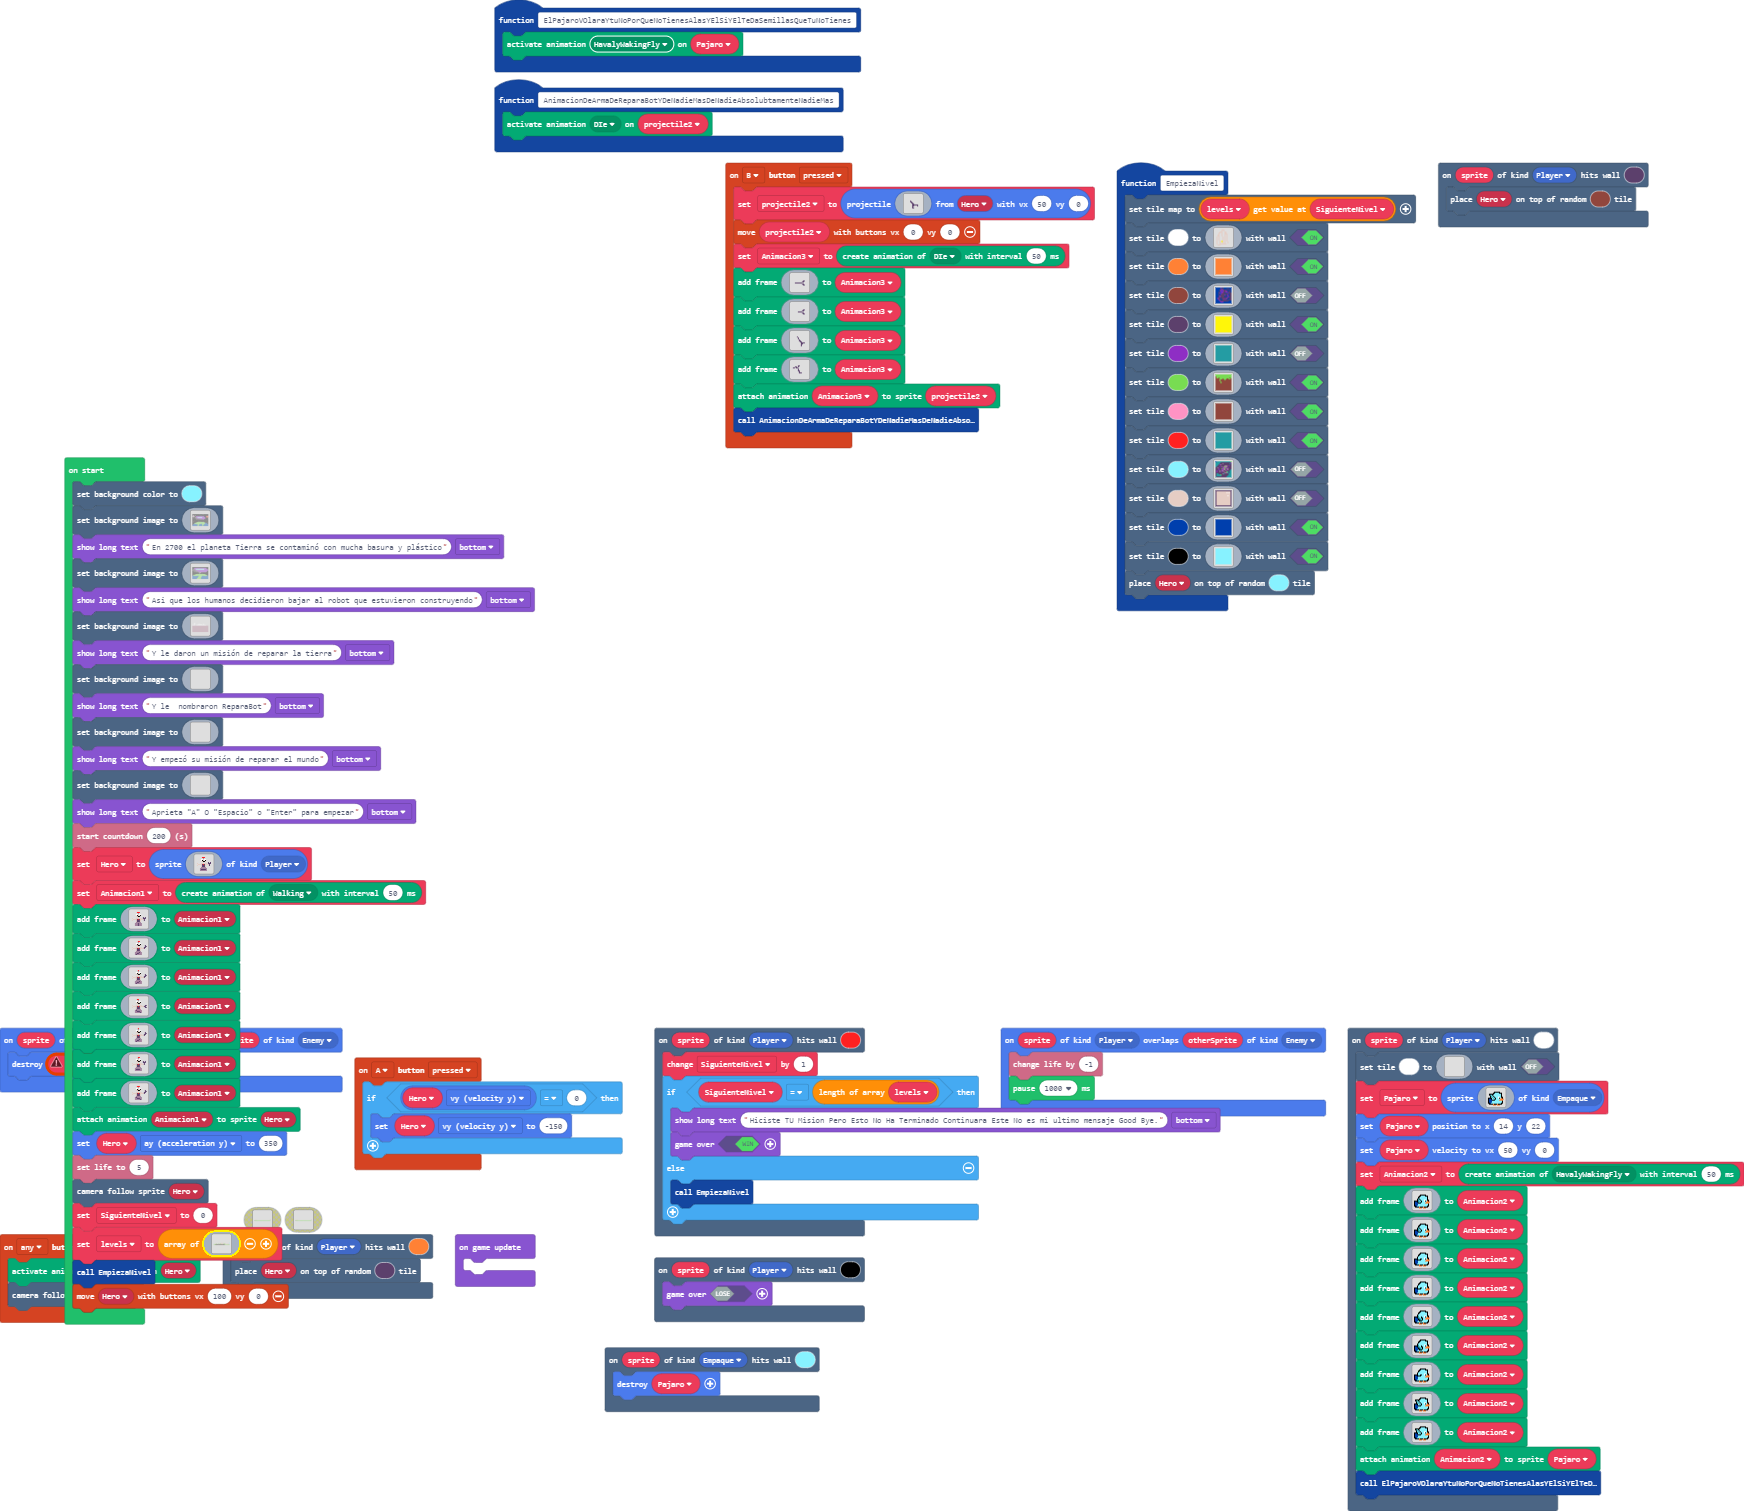 function ElPajaroVOlaraYtuNoPorQueNoTienesAlasYElSiYElTeDaSemillasQueTuNoTienes
activate animation HavalyWakingFly on Pajaro
function AnimacionDeArmaDeReparaBotYDeNadieMasDeNadieAbsolubtamenteNadieMas
activate animation DIe on projectile2
on B button pressed
set projectile2 to projectile from Hero with vx 50 vy 0
move projectile2 with buttons vx 0 vy 0
set Animacion3 to create animation of DIe with interval 50 ms
add frame to Animacion3
add frame to Animacion3
add frame to Animacion3
add frame to Animacion3
attach animation Animacion3 to sprite projectile2
call AnimacionDeArmaDeReparaBotYDeNadieMasDeNadieAbso…
function EmpiezaNivel
set tile map to levels get value at SiguienteNivel
set tile to with wall ON
set tile to with wall ON
set tile to with wall OFF
set tile to with wall ON
set tile to with wall OFF
set tile to with wall ON
set tile to with wall ON
set tile to with wall ON
set tile to with wall OFF
set tile to with wall OFF
set tile to with wall ON
set tile to with wall ON
place Hero on top of random tile
on sprite of kind Player hits wall
place Hero on top of random tile
on start
set background color to
set background image to
show long text "En 2700 el planeta Tierra se contaminó con mucha basura y plástico" bottom
set background image to
show long text "Asi que los humanos decidieron bajar al robot que estuvieron construyendo" bottom
set background image to
show long text "Y le daron un misión de reparar la tierra" bottom
set background image to
show long text "Y le  nombraron ReparaBot" bottom
set background image to
show long text "Y empezó su misión de reparar el mundo" bottom
set background image to
show long text "Aprieta "A" O "Espacio" o "Enter" para empezar" bottom
start countdown 200 (s)
set Hero to sprite of kind Player
set Animacion1 to create animation of Walking with interval 50 ms
add frame to Animacion1
add frame to Animacion1
add frame to Animacion1
add frame to Animacion1
add frame to Animacion1
add frame to Animacion1
add frame to Animacion1
attach animation Animacion1 to sprite Hero
set Hero ay (acceleration y) to 350
set life to 5
camera follow sprite Hero
set SiguienteNivel to 0
set levels to array of
call EmpiezaNivel
move Hero with buttons vx 100 vy 0
on sprite of kind Enemy
destroy
on any
activate Hero
camera
of kind Player hits wall
place Hero on top of random tile
on A button pressed
if Hero vy (velocity y) = 0 then
set Hero vy (velocity y) to -150
on game update
on sprite of kind Player hits wall
change SiguienteNivel by 1
if SiguienteNivel = length of array levels then
show long text "Hiciste TU Mision Pero Esto No Ha Terminado Continuara Este No es mi ultimo mensaje Good Bye." bottom
game over WIN
else
call EmpiezaNivel
on sprite of kind Player hits wall
game over LOSE
on sprite of kind Empaque hits wall
destroy Pajaro
on sprite of kind Player overlaps otherSprite of kind Enemy
change life by -1
pause 1000 ms
on sprite of kind Player hits wall
set tile to with wall OFF
set Pajaro to sprite of kind Empaque
set Pajaro position to x 14 y 22
set Pajaro velocity to vx 50 vy 0
set Animacion2 to create animation of HavalyWakingFly with interval 50 ms
add frame to Animacion2
add frame to Animacion2
add frame to Animacion2
add frame to Animacion2
add frame to Animacion2
add frame to Animacion2
add frame to Animacion2
add frame to Animacion2
add frame to Animacion2
attach animation Animacion2 to sprite Pajaro
call ElPajaroVOlaraYtuNoPorQueNoTienesAlasYElSiYElTeD…